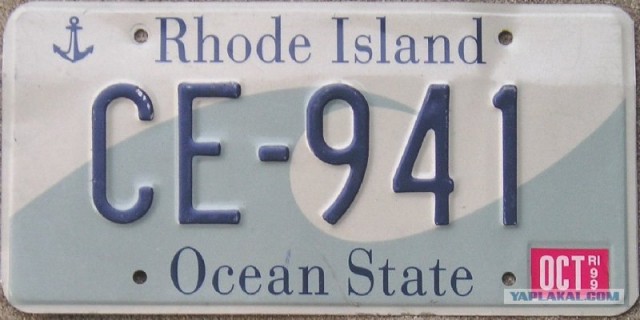 Rhode Island
CE-941
Ocean State
OCT RI 99
YAPLAKAL.COM